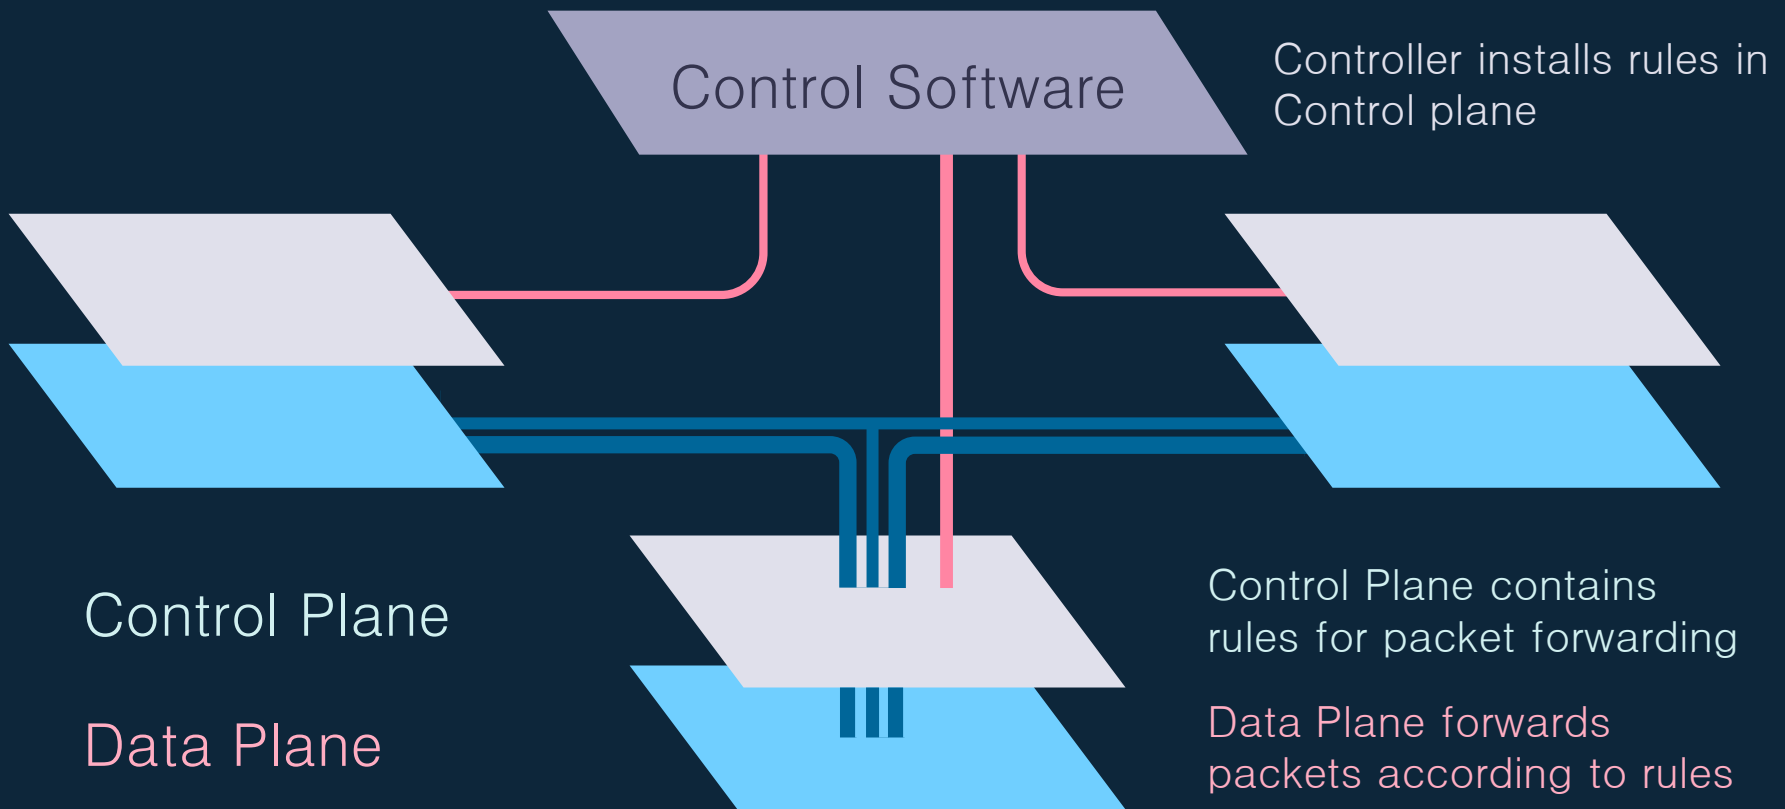 Control Software
Controller installs rules in
Control plane
Control Plane
Control Plane contains
rules for packet forwarding
Data Plane
Data Plane forwards
packets according to rules